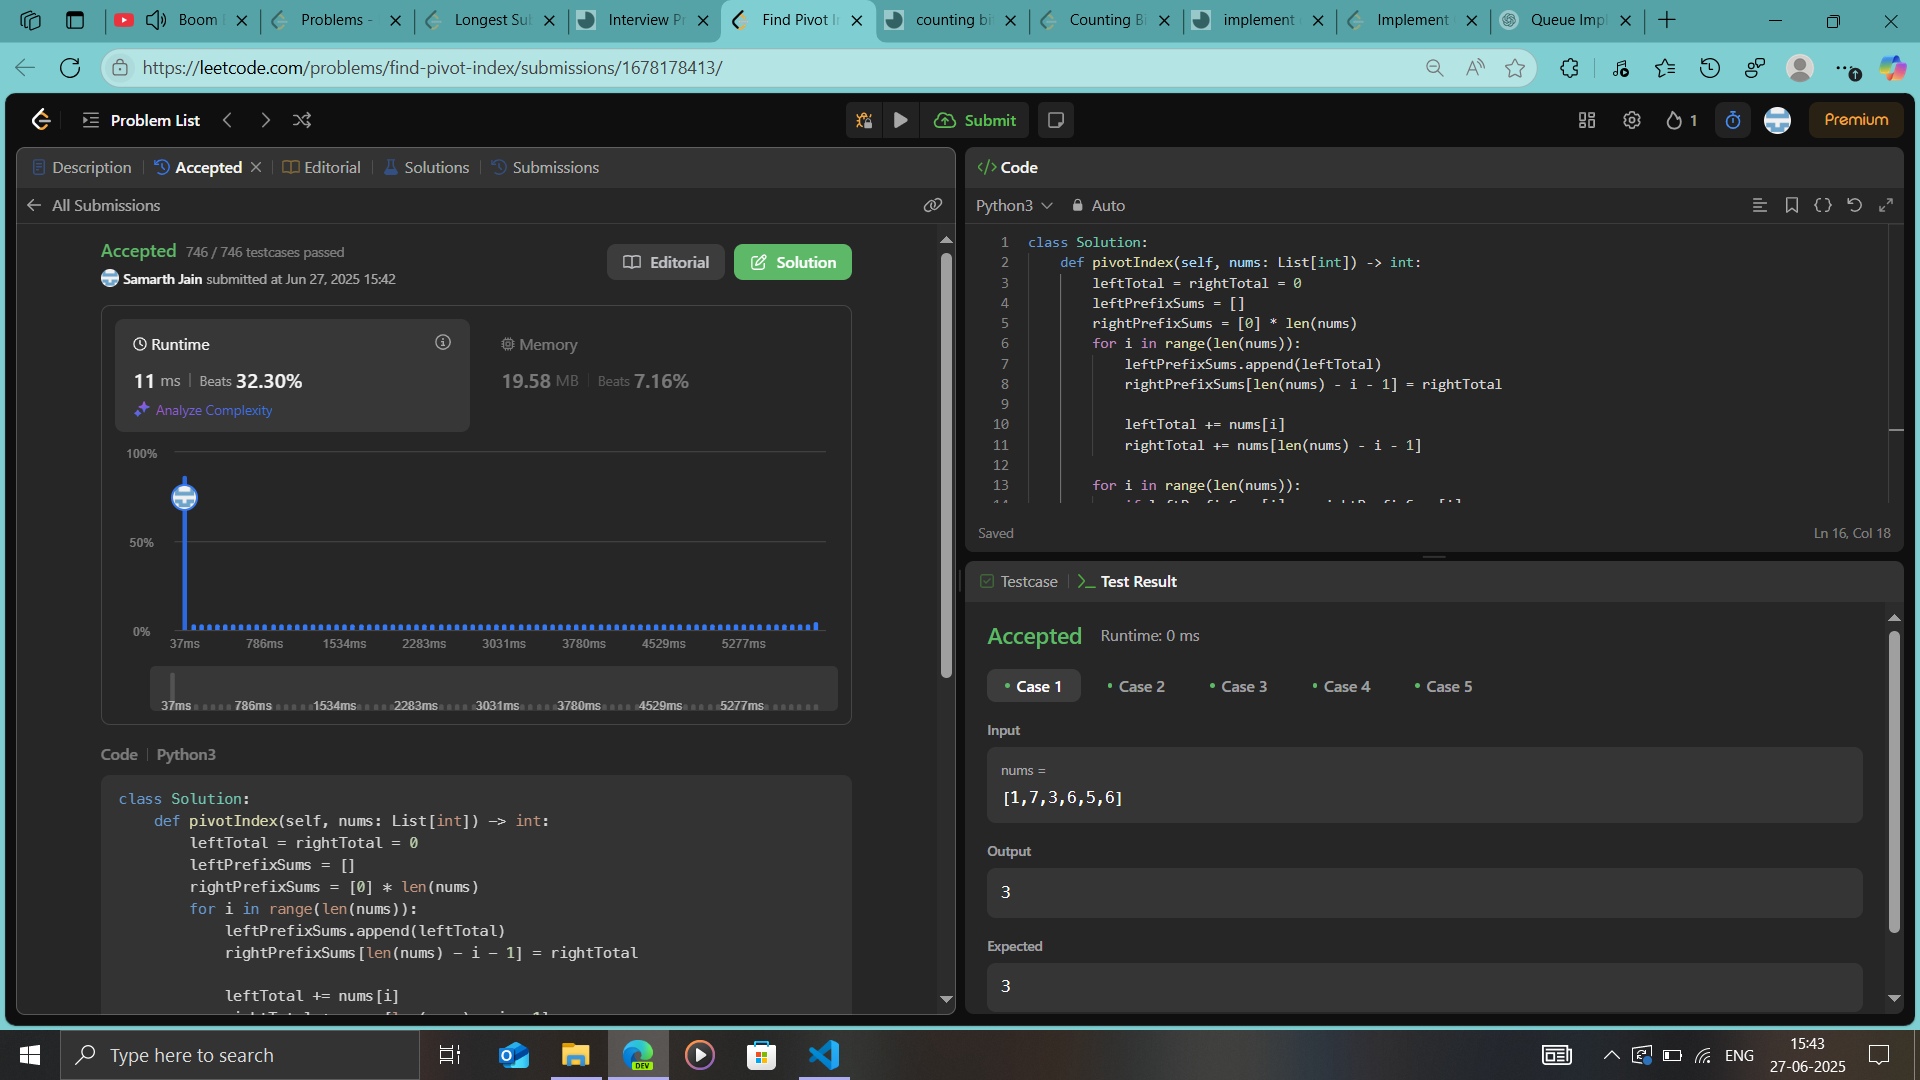 Boom
Problems -
Longest Su
Interview Pr
Find Pivot I
counting bi
Counting B
implement
Implement
Queue Impl
https://leetcode.com/problems/find-pivot-index/submissions/1678178413/
Problem List
Submit
1
Premium
Description
Accepted
Editorial
Solutions
Submissions
All Submissions
Accepted 746 / 746 testcases passed
Samarth Jain submitted at Jun 27, 2025 15:42
Editorial
Solution
Runtime
11 ms Beats 32.30%
Analyze Complexity
Memory
19.58 MB Beats 7.16%
100%
50%
0%
37ms 786ms 1534ms 2283ms 3031ms 3780ms 4529ms 5277ms
37ms 786ms 1534ms 2283ms 3031ms 3780ms 4529ms 5277ms
Code | Python3
class Solution:
    def pivotIndex(self, nums: List[int]) -> int:
        leftTotal = rightTotal = 0
        leftPrefixSums = []
        rightPrefixSums = [0] * len(nums)
        for i in range(len(nums)):
            leftPrefixSums.append(leftTotal)
            rightPrefixSums[len(nums) - i - 1] = rightTotal
            leftTotal += nums[i]
</> Code
Python3
Auto
1 class Solution:
2     def pivotIndex(self, nums: List[int]) -> int:
3         leftTotal = rightTotal = 0
4         leftPrefixSums = []
5         rightPrefixSums = [0] * len(nums)
6         for i in range(len(nums)):
7             leftPrefixSums.append(leftTotal)
8             rightPrefixSums[len(nums) - i - 1] = rightTotal
9
10             leftTotal += nums[i]
11             rightTotal += nums[len(nums) - i - 1]
12
13         for i in range(len(nums)):
Saved
Ln 16, Col 18
Testcase
Test Result
Accepted Runtime: 0 ms
Case 1
Case 2
Case 3
Case 4
Case 5
Input
nums =
[1,7,3,6,5,6]
Output
3
Expected
3
Type here to search
DEV
ENG
15:43
27-06-2025